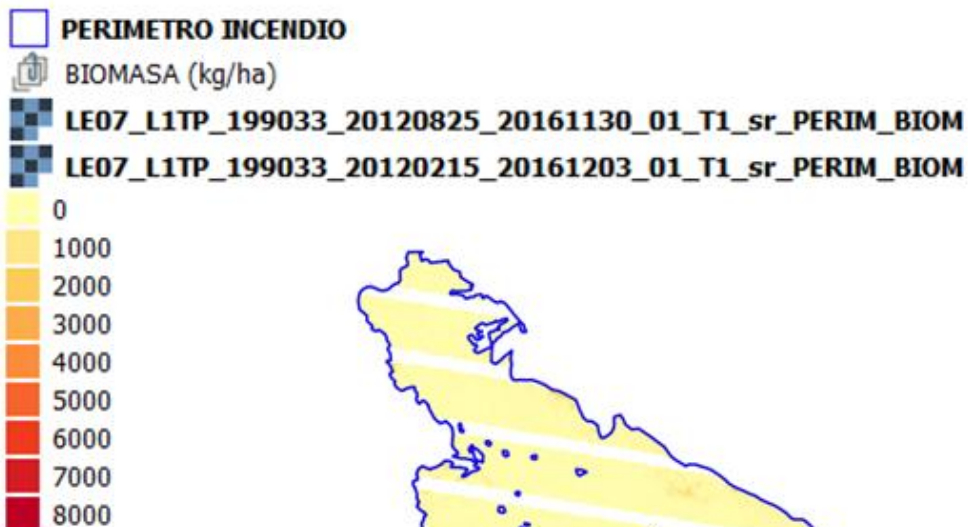 PERIMETRO INCENDIO
BIOMASA (kg/ha)
LE07_L1TP_199033_20120825_20161130_01_T1_sr_PERIM_BIOM
LE07_L1TP_199033_20120215_20161203_01_T1_sr_PERIM_BIOM
0
1000
2000
3000
4000
5000
6000
7000
8000